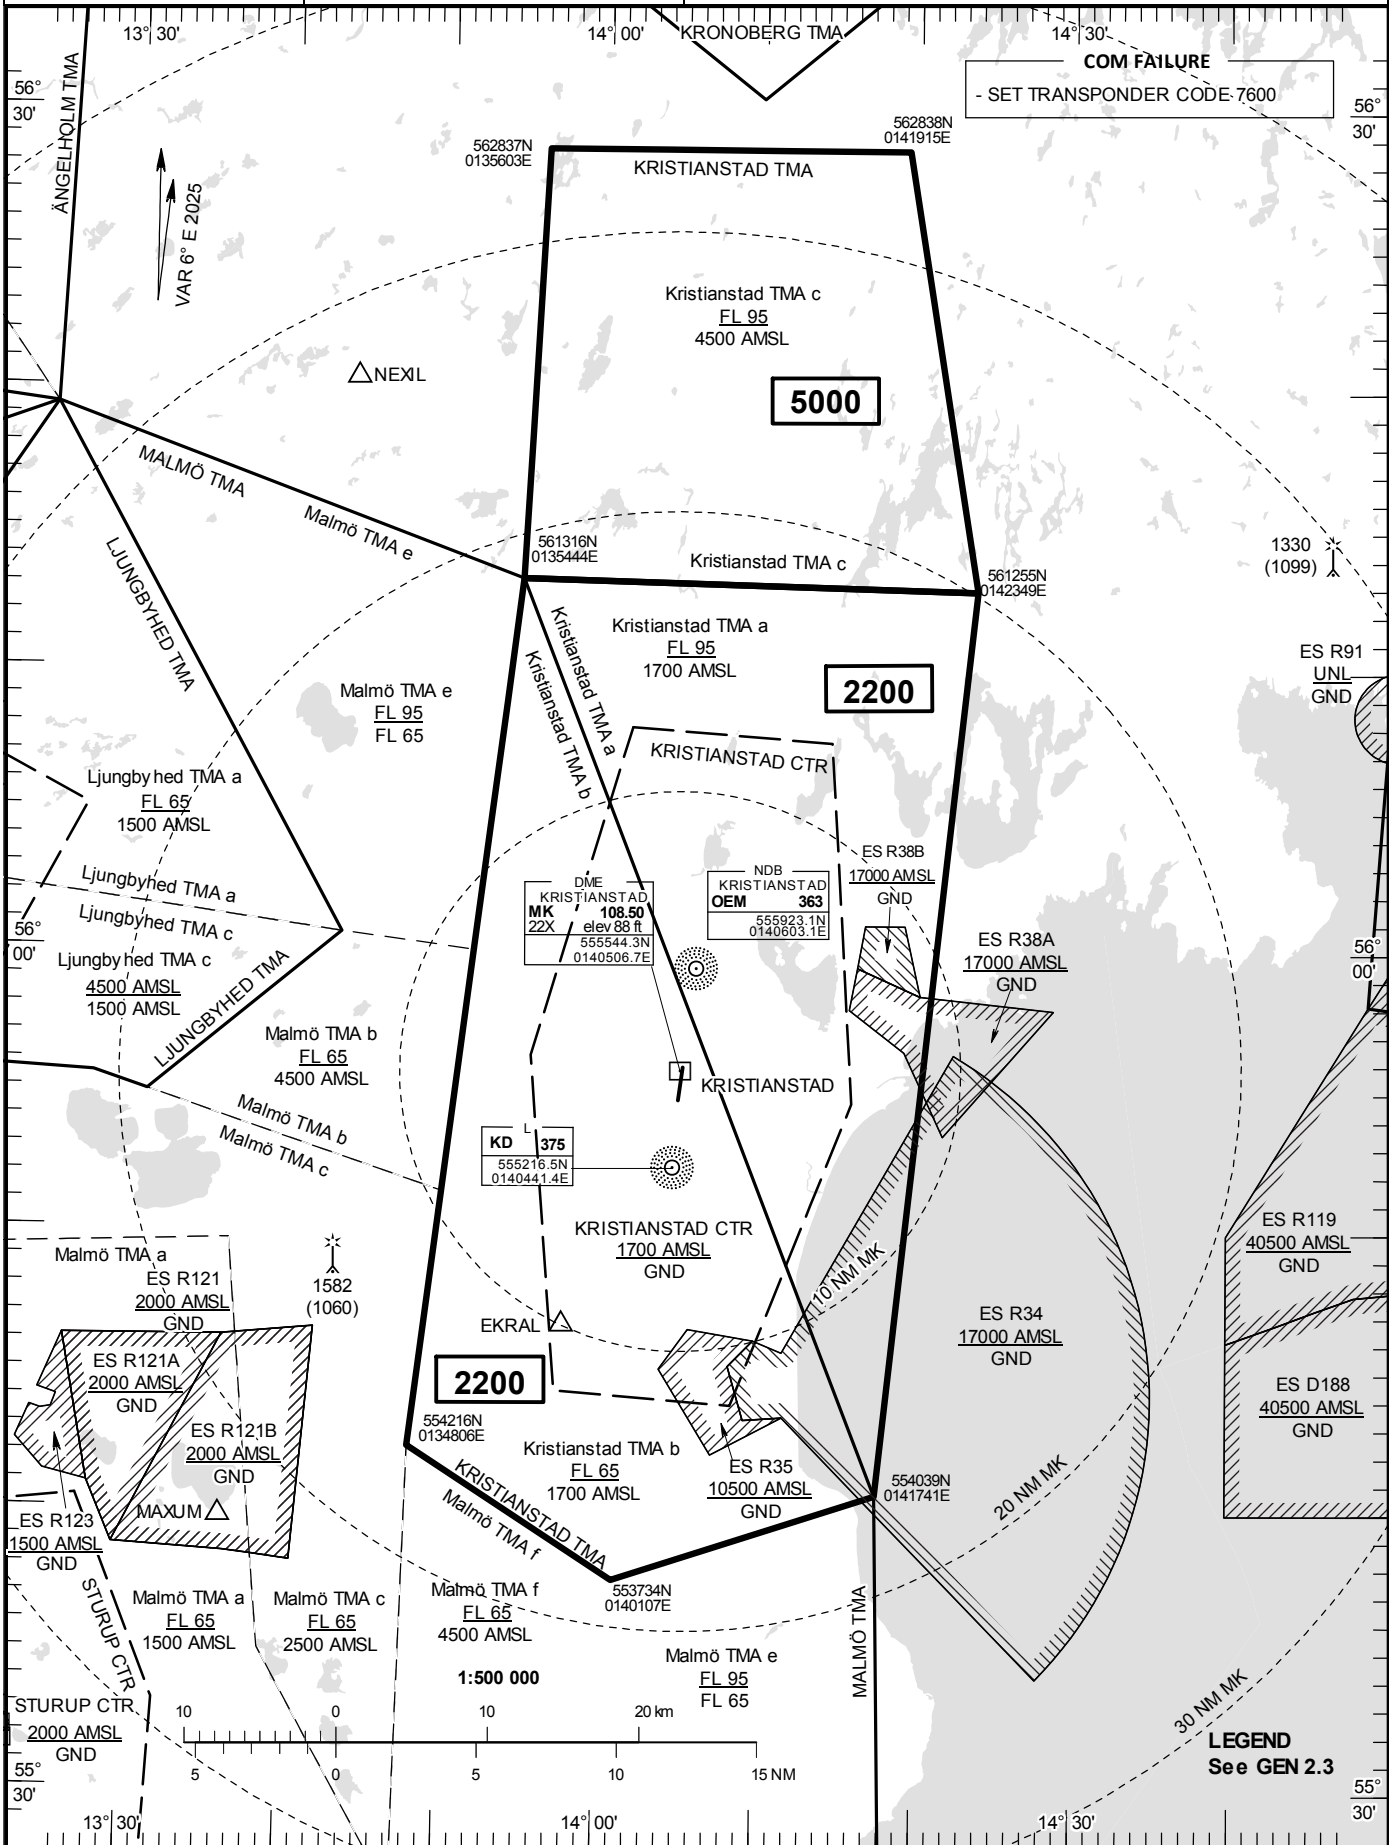 13° 30'
14° 00'
14° 30'
KRONOBERG TMA
COM FAILURE
- SET TRANSPONDER CODE 7600
56°
30'
56°
30'
ÄNGELHOLM TMA
VAR 6° E 2025
562837N
0135603E
562838N
0141915E
KRISTIANSTAD TMA
Kristianstad TMA c
FL 95
4500 AMSL
5000
NEXIL
MALMÖ TMA
Malmö TMA e
LJUNGBYHED TMA
561316N
0135444E
Kristianstad TMA c
561255N
0142349E
1330
(1099)
Kristianstad TMA a
Kristianstad TMA b
Kristianstad TMA a
FL 95
1700 AMSL
2200
ES R91
UNL
GND
Malmö TMA e
FL 95
FL 65
KRISTIANSTAD CTR
Ljungbyhed TMA a
FL 65
1500 AMSL
Ljungbyhed TMA a
Ljungbyhed TMA c
ES R38B
17000 AMSL
GND
DME
KRISTIANSTAD
MK 108.50
22X elev 88 ft
555544.3N
0140506.7E
NDB
KRISTIANSTAD
OEM 363
555923.1N
0140603.1E
56°
00'
56°
00'
ES R38A
17000 AMSL
GND
Ljungbyhed TMA c
4500 AMSL
1500 AMSL
LJUNGBYHED TMA
Malmö TMA b
FL 65
4500 AMSL
KRISTIANSTAD
Malmö TMA b
Malmö TMA c
L
KD 375
555216.5N
0140441.4E
KRISTIANSTAD CTR
1700 AMSL
GND
ES R119
40500 AMSL
GND
Malmö TMA a
ES R121
2000 AMSL
GND
1582
(1060)
10 NM MK
EKRAL
ES R34
17000 AMSL
GND
ES R121A
2000 AMSL
GND
2200
ES D188
40500 AMSL
GND
ES R121B
2000 AMSL
GND
554216N
0134806E
Kristianstad TMA b
FL 65
1700 AMSL
ES R35
10500 AMSL
GND
554039N
0141741E
20 NM MK
MAXUM
KRISTIANSTAD TMA
Malmö TMA f
ES R123
1500 AMSL
GND
553734N
0140107E
STURUP CTR
Malmö TMA a
FL 65
1500 AMSL
Malmö TMA c
FL 65
2500 AMSL
Malmö TMA f
FL 65
4500 AMSL
MALMÖ TMA
Malmö TMA e
FL 95
FL 65
1:500 000
30 NM MK
STURUP CTR
2000 AMSL
GND
10 0 10 20 km
5 0 5 10 15 NM
LEGEND
See GEN 2.3
55°
30'
55°
30'
13° 30'
14° 00'
14° 30'